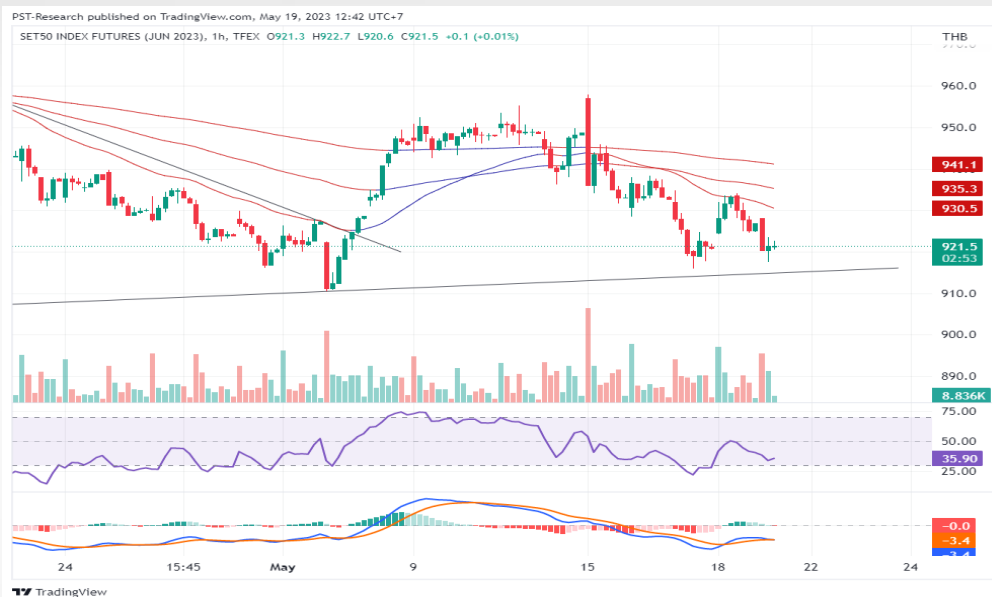 PST-Research published on TradingView.com, May 19, 2023 12:42 UTC+7
SET50 INDEX FUTURES (JUN 2023), 1h, TFEX O921.3 H922.7 L920.6 C921.5 +0.1 (+0.01%)
THB
960.0
950.0
941.1
935.3
930.5
921.5
02:53
910.0
900.0
890.0
8.836K
75.00
50.00
35.90
25.00
−0.0
−3.4
−3.4
24 15:45 May 9 15 18 22 24
TradingView